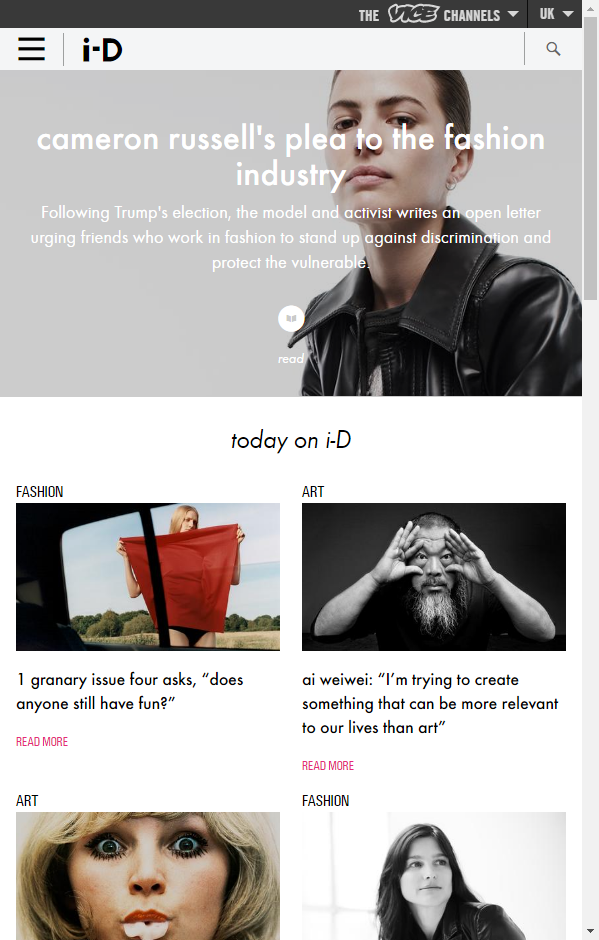 THE VICE CHANNELS UK
i-D
cameron russell's plea to the fashion
industry
Following Trump's election, the model and activist writes an open letter
urging friends who work in fashion to stand up against discrimination and
protect the vulnerable.
read
today on i-D
FASHION
1 granary issue four asks, “does
anyone still have fun?”
READ MORE
ART
ai weiwei: “I’m trying to create
something that can be more relevant
to our lives than art”
READ MORE
ART
FASHION